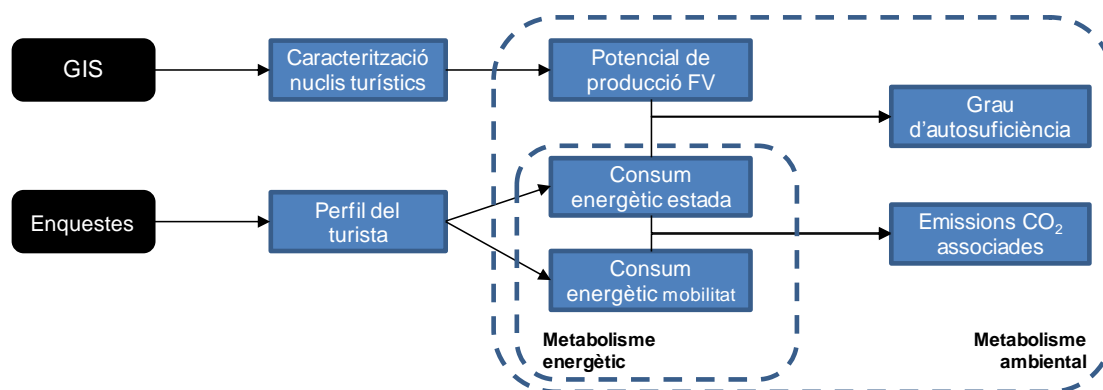 GIS
Caracterització
nuclis turístics
Potencial de
producció FV
Grau
d'autosuficiència
Enquestes
Perfil del
turista
Consum
energètic estada
Emissions CO₂
associades
Consum
energètic mobilitat
Metabolisme
energètic
Metabolisme
ambiental